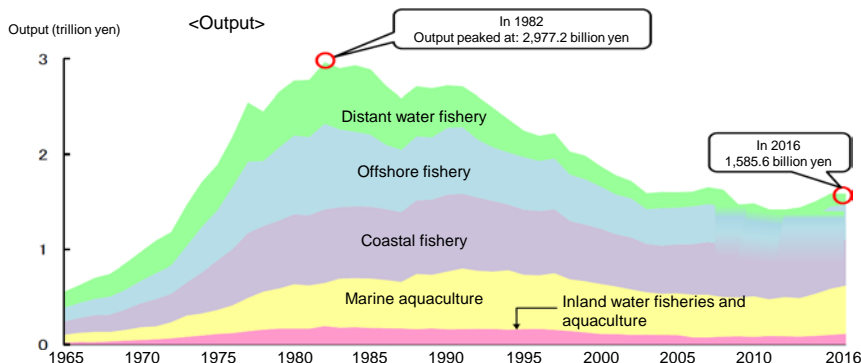 Output (trillion yen)
<Output>
In 1982
Output peaked at: 2,977.2 billion yen
3
Distant water fishery
2
In 2016
1,585.6 billion yen
Offshore fishery
Coastal fishery
1
Marine aquaculture
Inland water fisheries and
aquaculture
0
1965 1970 1975 1980 1985 1990 1995 2000 2005 2010 2016